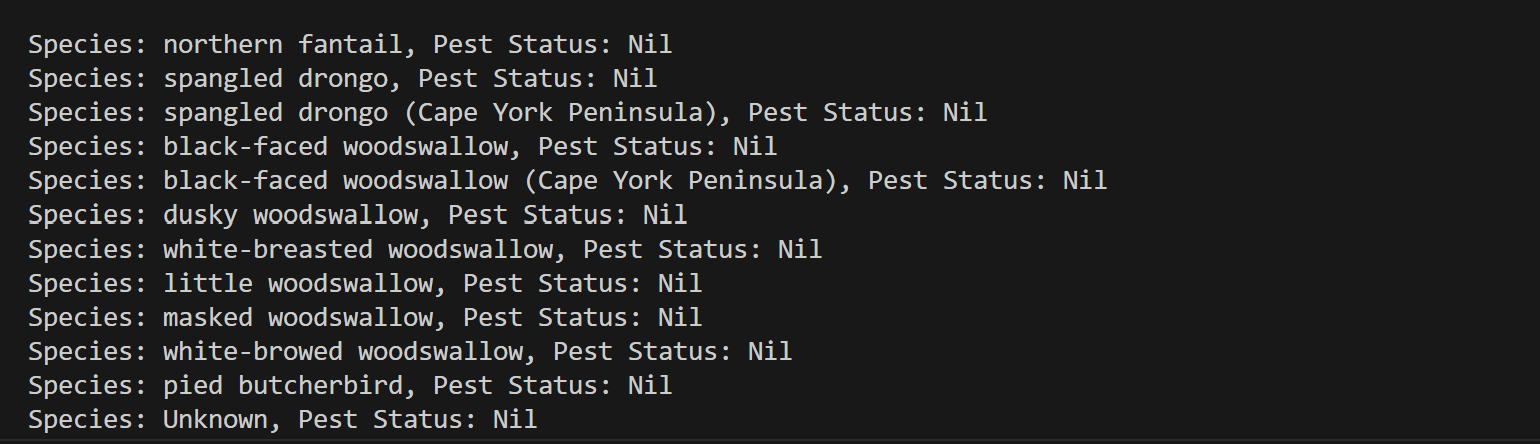 Species: northern fantail, Pest Status: Nil
Species: spangled drongo, Pest Status: Nil
Species: spangled drongo (Cape York Peninsula), Pest Status: Nil
Species: black-faced woodswallow, Pest Status: Nil
Species: black-faced woodswallow (Cape York Peninsula), Pest Status: Nil
Species: dusky woodswallow, Pest Status: Nil
Species: white-breasted woodswallow, Pest Status: Nil
Species: little woodswallow, Pest Status: Nil
Species: masked woodswallow, Pest Status: Nil
Species: white-browed woodswallow, Pest Status: Nil
Species: pied butcherbird, Pest Status: Nil
Species: Unknown, Pest Status: Nil